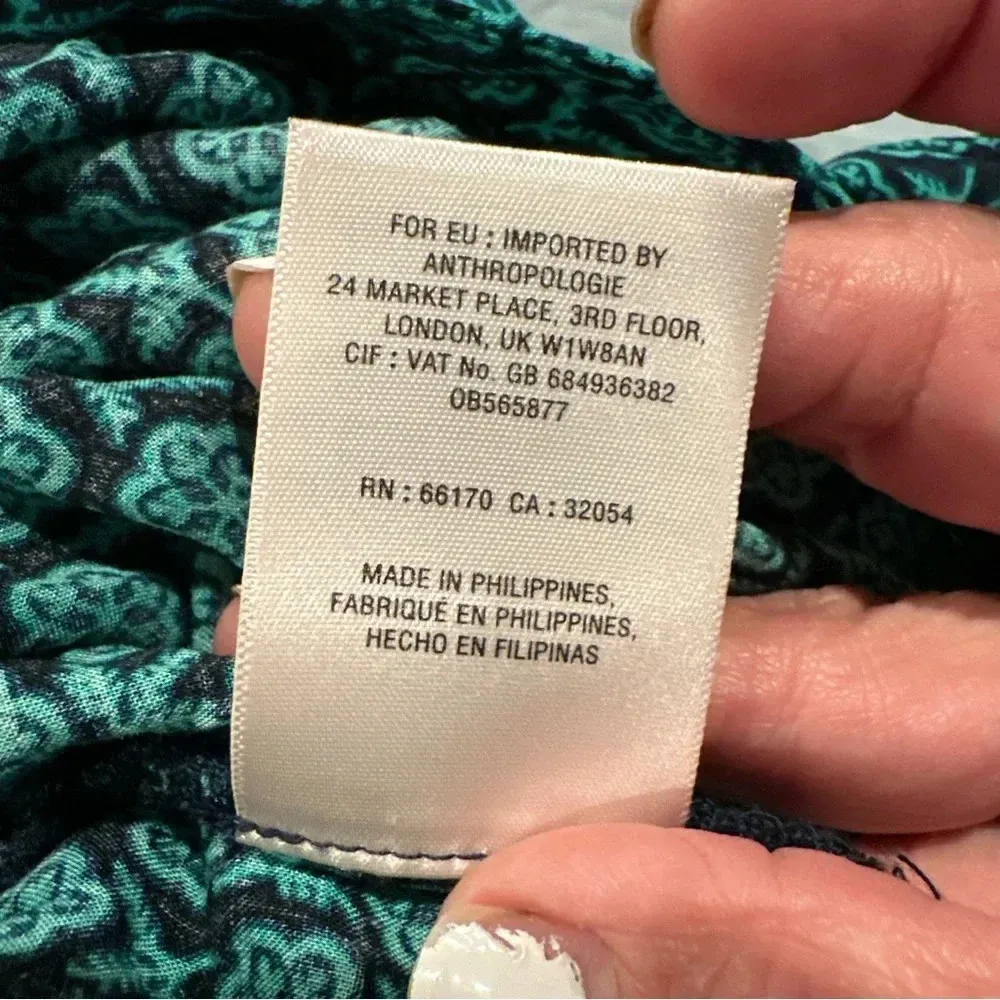 FOR EU : IMPORTED BY
ANTHROPOLOGIE
24 MARKET PLACE, 3RD FLOOR,
LONDON, UK W1W8AN
CIF : VAT No. GB 684936382
OB565877
RN : 66170 CA : 32054
MADE IN PHILIPPINES,
FABRIQUÉ EN PHILIPPINES,
HECHO EN FILIPINAS